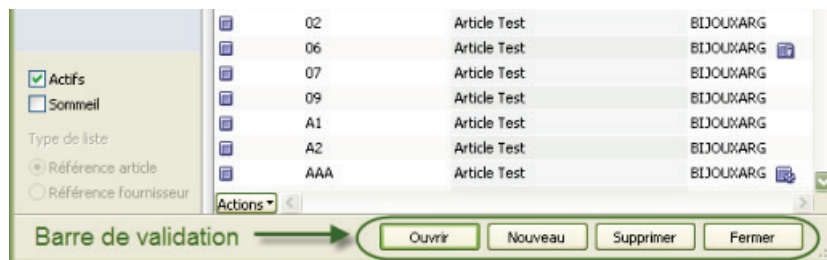 02 Article Test BIJOUXARG
06 Article Test BIJOUXARG
Actifs
07 Article Test BIJOUXARG
Sommeil
09 Article Test BIJOUXARG
A1 Article Test BIJOUXARG
Type de liste
A2 Article Test BIJOUXARG
Référence article
AAA Article Test BIJOUXARG
Référence fournisseur
Actions
Barre de validation
Ouvrir Nouveau Supprimer Fermer